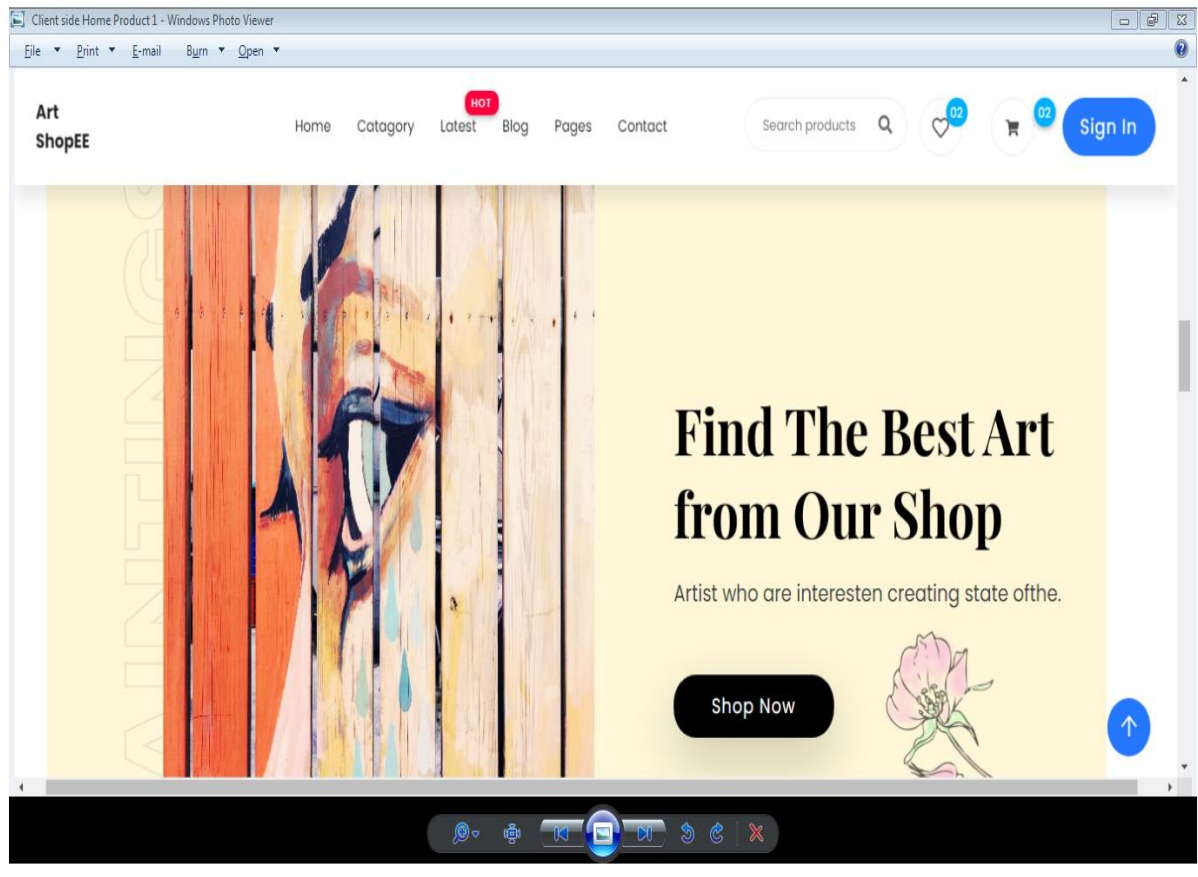 Client side Home Product 1 - Windows Photo Viewer
File Print E-mail Burn Open
HOT
Art
ShopEE
Home Catagory Latest Blog Pages Contact
Search products
02
02
Sign In
AINTINGS
Find The Best Art
from Our Shop
Artist who are interesten creating state ofthe.
Shop Now